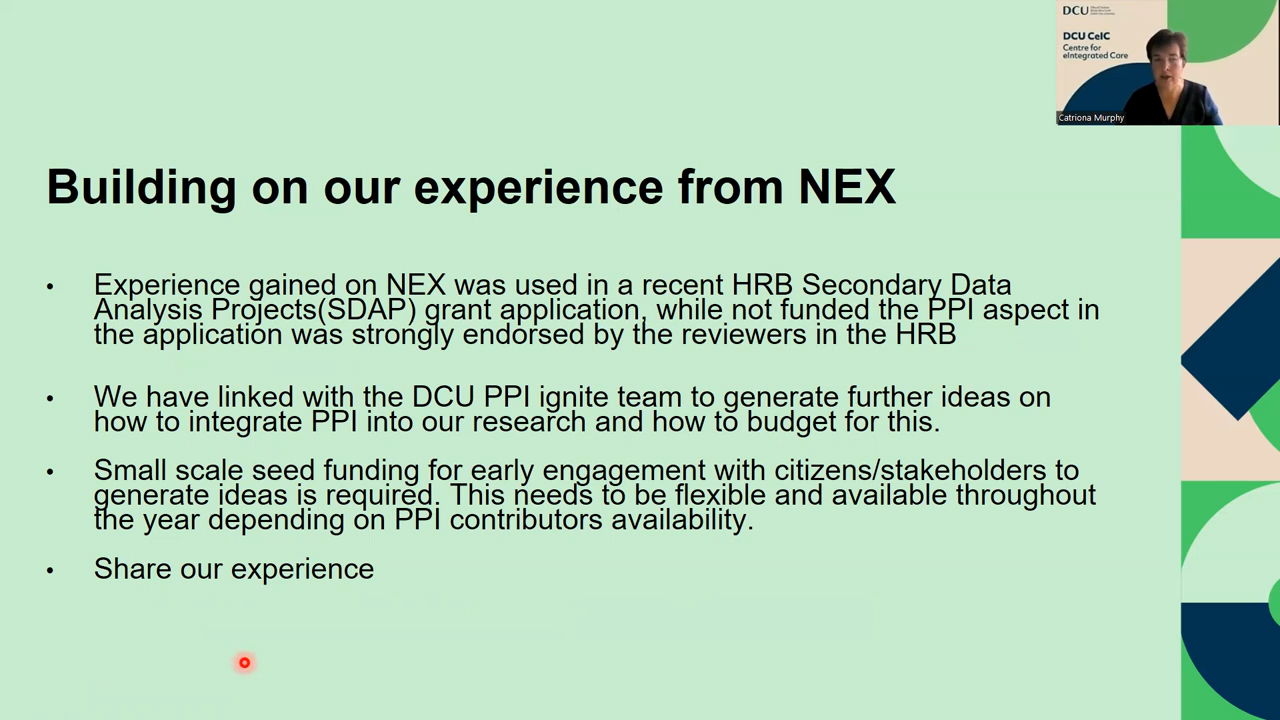 DCU
DCU CeIC
Centre for
eIntegrated Care
Catriona Murphy
Building on our experience from NEX
• Experience gained on NEX was used in a recent HRB Secondary Data
Analysis Projects(SDAP) grant application, while not funded the PPI aspect in
the application was strongly endorsed by the reviewers in the HRB
• We have linked with the DCU PPI ignite team to generate further ideas on
how to integrate PPI into our research and how to budget for this.
• Small scale seed funding for early engagement with citizens/stakeholders to
generate ideas is required. This needs to be flexible and available throughout
the year depending on PPI contributors availability.
• Share our experience